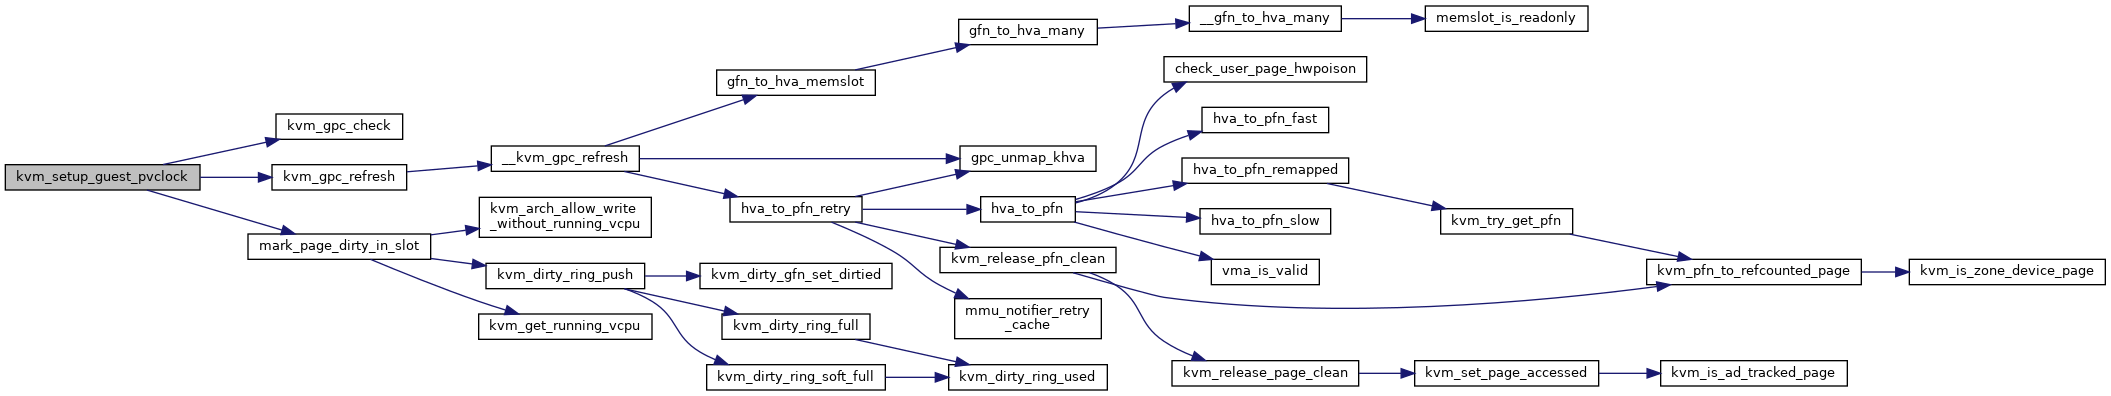 kvm_setup_guest_pvclock
kvm_gpc_check
kvm_gpc_refresh
mark_page_dirty_in_slot
__kvm_gpc_refresh
kvm_arch_allow_write
_without_running_vcpu
kvm_dirty_ring_push
kvm_get_running_vcpu
gfn_to_hva_memslot
hva_to_pfn_retry
kvm_dirty_gfn_set_dirtied
kvm_dirty_ring_full
kvm_dirty_ring_soft_full
gfn_to_hva_many
gpc_unmap_khva
hva_to_pfn
kvm_release_pfn_clean
mmu_notifier_retry
_cache
kvm_dirty_ring_used
__gfn_to_hva_many
check_user_page_hwpoison
hva_to_pfn_fast
hva_to_pfn_remapped
hva_to_pfn_slow
vma_is_valid
kvm_release_page_clean
memslot_is_readonly
kvm_try_get_pfn
kvm_set_page_accessed
kvm_pfn_to_refcounted_page
kvm_is_ad_tracked_page
kvm_is_zone_device_page